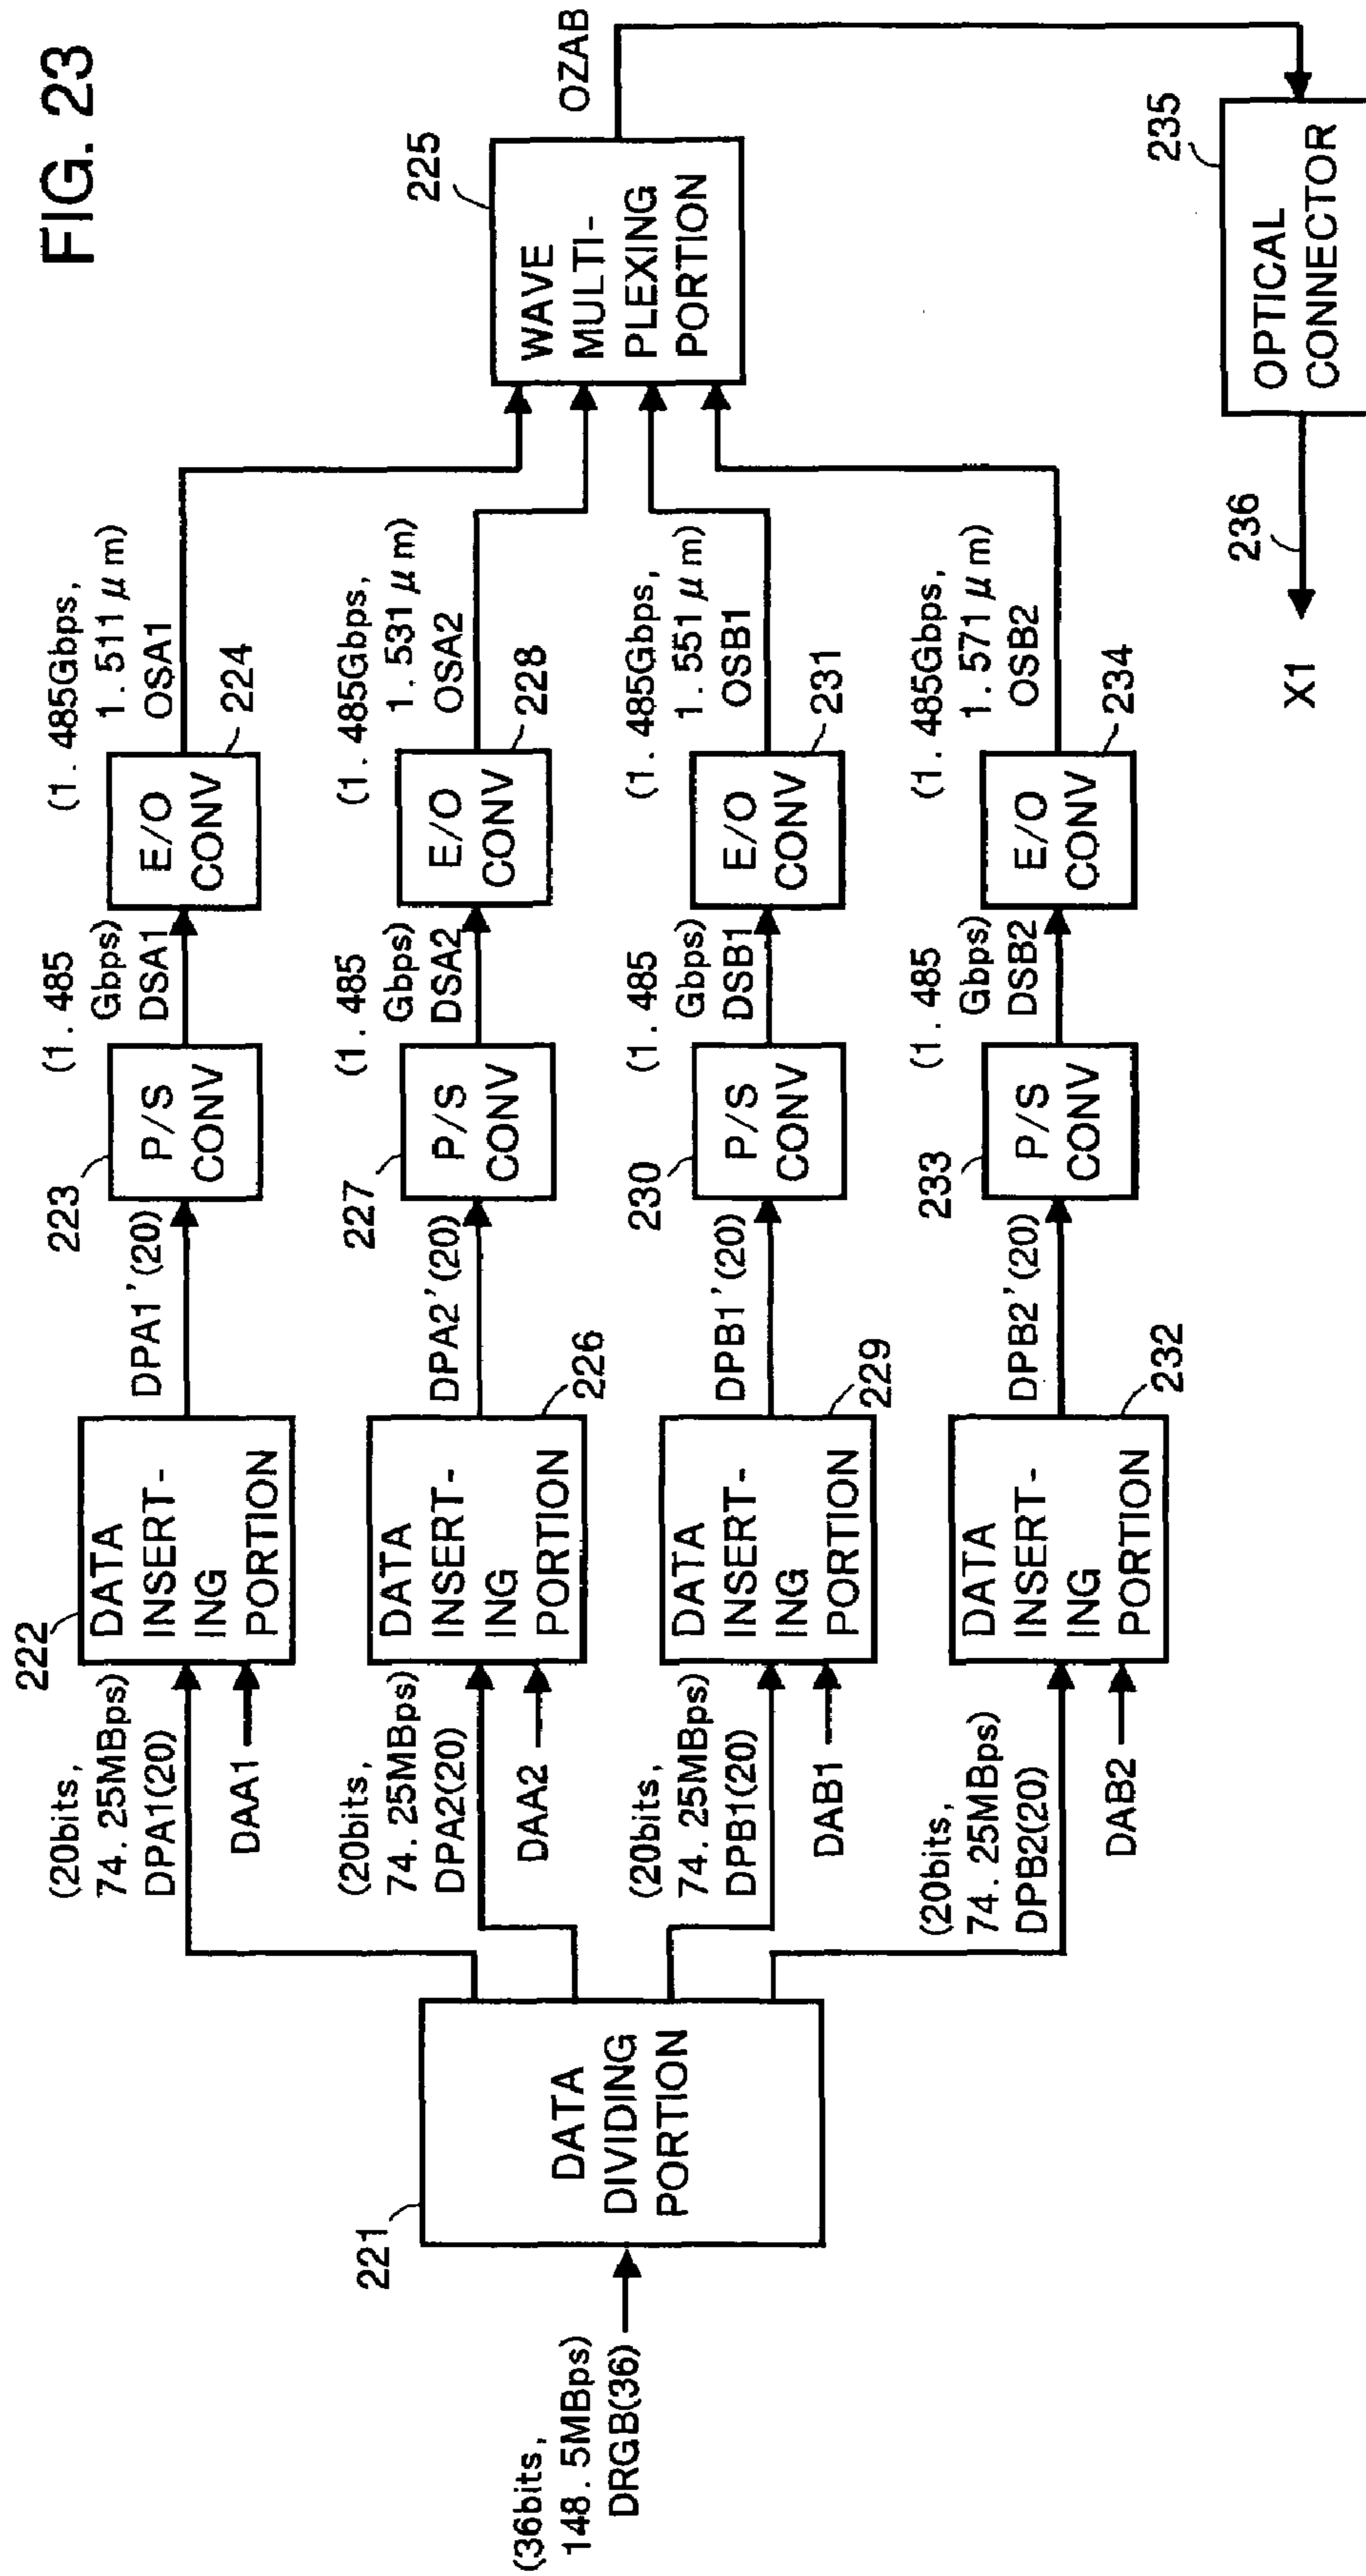 FIG. 23
(36bits,
148. 5MBps)
DRGB(36)
221
DATA
DIVIDING
PORTION
(20bits,
74. 25MBps)
DPA1(20)
DAA1
222
DATA
INSERT-
ING
PORTION
DPA1'(20)
223
P/S
CONV
(1. 485
Gbps)
DSA1
E/O
CONV
224
(1. 485Gbps,
1. 511 μm)
OSA1
(20bits,
74. 25MBps)
DPA2(20)
DAA2
DATA
INSERT-
ING
PORTION
226
DPA2'(20)
227
P/S
CONV
(1. 485
Gbps)
DSA2
E/O
CONV
228
(1. 485Gbps,
1. 531 μm)
OSA2
(20bits,
74. 25MBps)
DPB1(20)
DAB1
DATA
INSERT-
ING
PORTION
229
DPB1'(20)
230
P/S
CONV
(1. 485
Gbps)
DSB1
E/O
CONV
231
(1. 485Gbps,
1. 551 μm)
OSB1
(20bits,
74. 25MBps)
DPB2(20)
DAB2
DATA
INSERT-
ING
PORTION
232
DPB2'(20)
233
P/S
CONV
(1. 485
Gbps)
DSB2
E/O
CONV
234
(1. 485Gbps,
1. 571 μm)
OSB2
225
WAVE
MULTI-
PLEXING
PORTION
OZAB
235
OPTICAL
CONNECTOR
236
X1